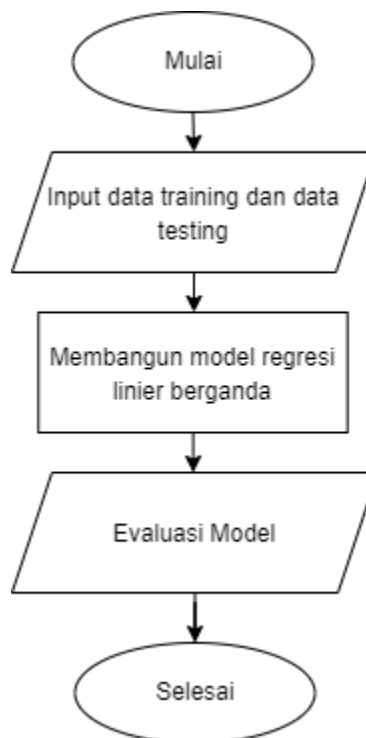 Mulai
Input data training dan data
testing
Membangun model regresi
linier berganda
Evaluasi Model
Selesai